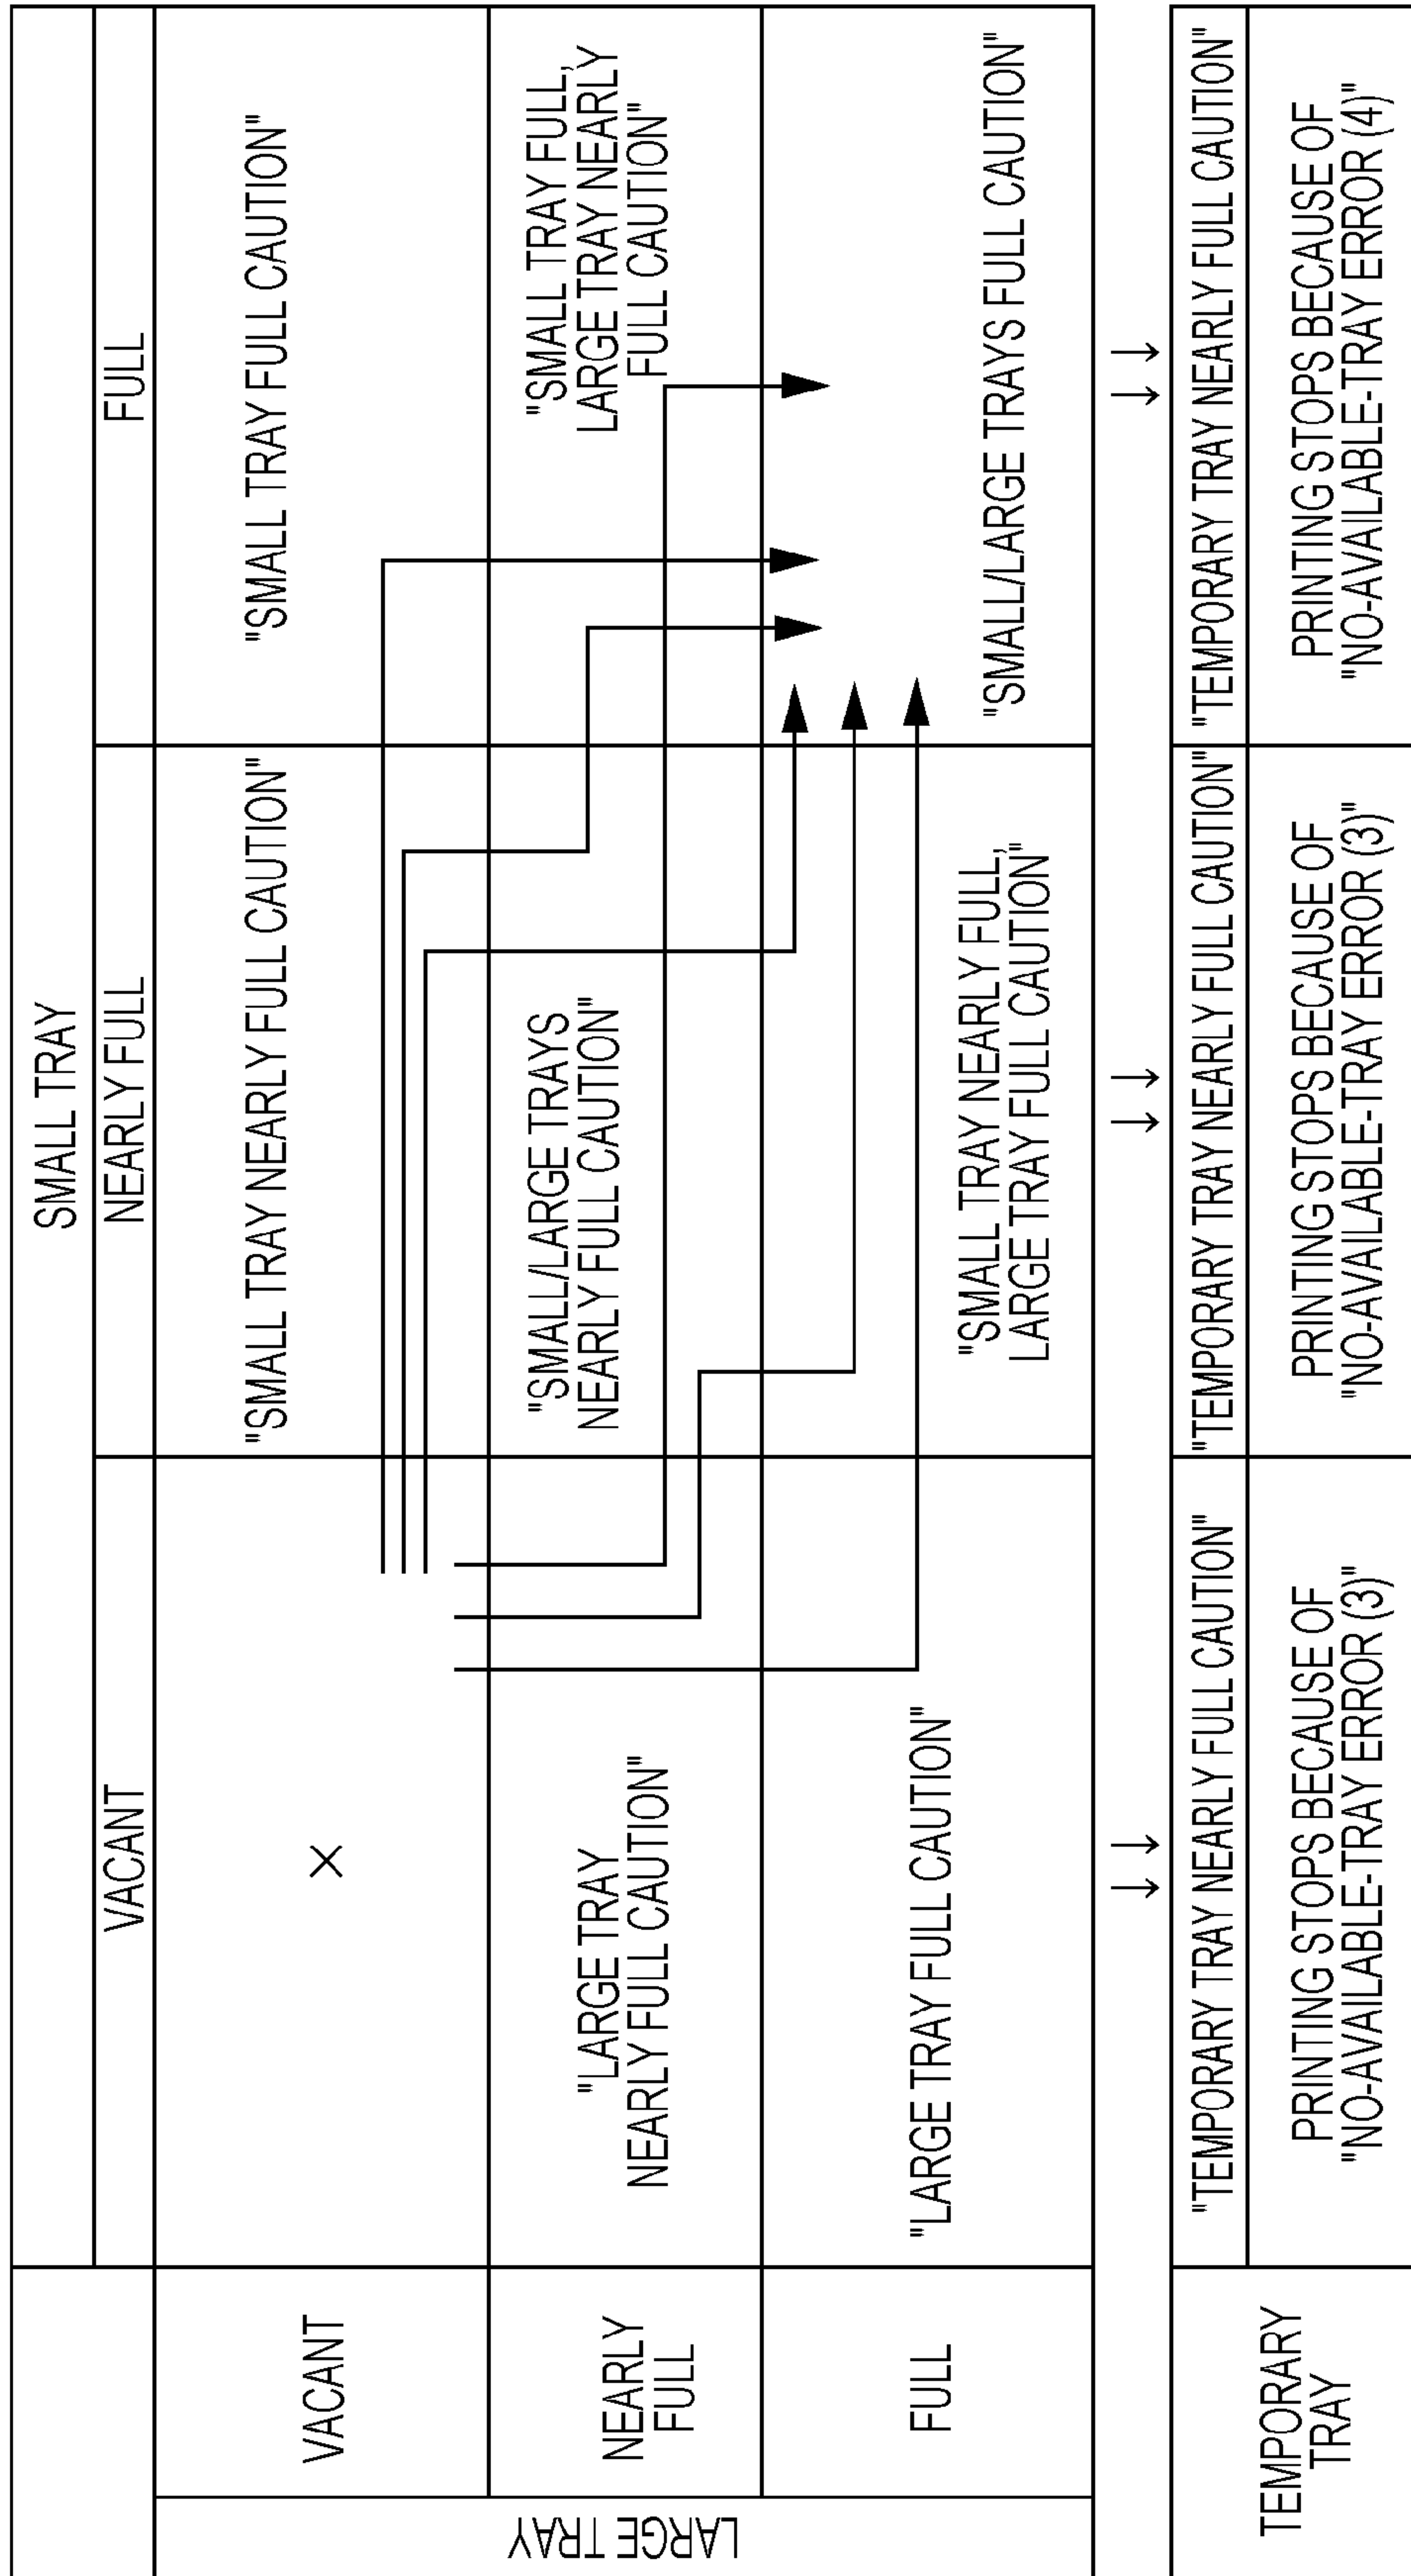 SMALL TRAY
VACANT
NEARLY FULL
FULL
LARGE TRAY
VACANT
×
"SMALL TRAY NEARLY FULL CAUTION"
"SMALL TRAY FULL CAUTION"
NEARLY
FULL
"LARGE TRAY
NEARLY FULL CAUTION"
"SMALL/LARGE TRAYS
NEARLY FULL CAUTION"
"SMALL TRAY FULL,
LARGE TRAY NEARLY
FULL CAUTION"
FULL
"LARGE TRAY FULL CAUTION"
"SMALL TRAY NEARLY FULL,
LARGE TRAY FULL CAUTION"
"SMALL/LARGE TRAYS FULL CAUTION"
TEMPORARY
TRAY
"TEMPORARY TRAY NEARLY FULL CAUTION"
"TEMPORARY TRAY NEARLY FULL CAUTION"
"TEMPORARY TRAY NEARLY FULL CAUTION"
PRINTING STOPS BECAUSE OF
"NO-AVAILABLE-TRAY ERROR (3)"
PRINTING STOPS BECAUSE OF
"NO-AVAILABLE-TRAY ERROR (3)"
PRINTING STOPS BECAUSE OF
"NO-AVAILABLE-TRAY ERROR (4)"